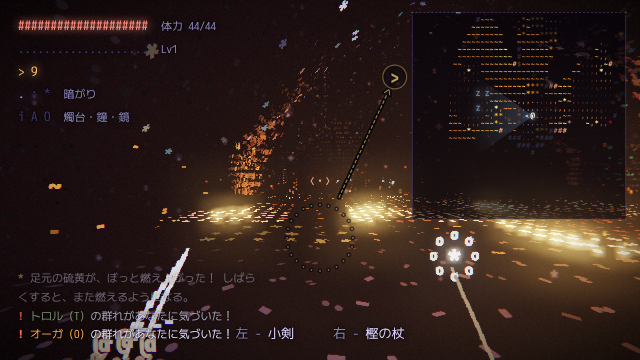 #################### 体力 44/44
Lv1
> 9
. : * 暗がり
i A O 燭台・鐘・鏡
>
* 足元の硫黄が、ぼっと燃え上がった! しばら
くすると、また燃えるようになる。
! トロル (T) の群れがあなたに気づいた!
! オーガ (O) の群れがあなたに気づいた!
左 - 小剣 右 - 樫の杖